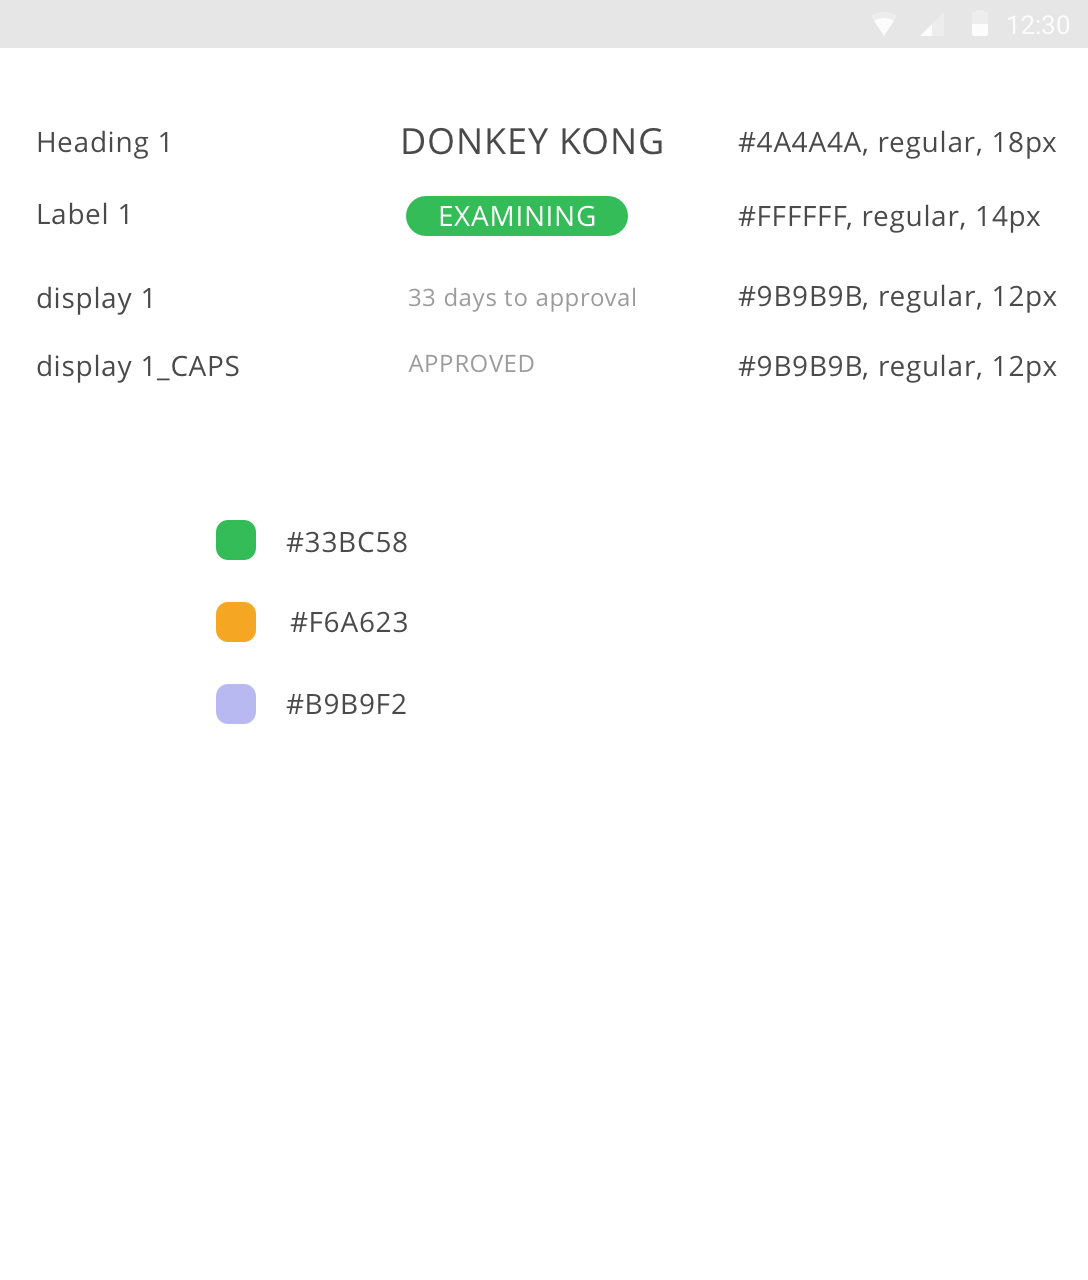 12:30
Heading 1 DONKEY KONG #4A4A4A, regular, 18px
Label 1 EXAMINING #FFFFFF, regular, 14px
display 1 33 days to approval #9B9B9B, regular, 12px
display 1_CAPS APPROVED #9B9B9B, regular, 12px
#33BC58
#F6A623
#B9B9F2